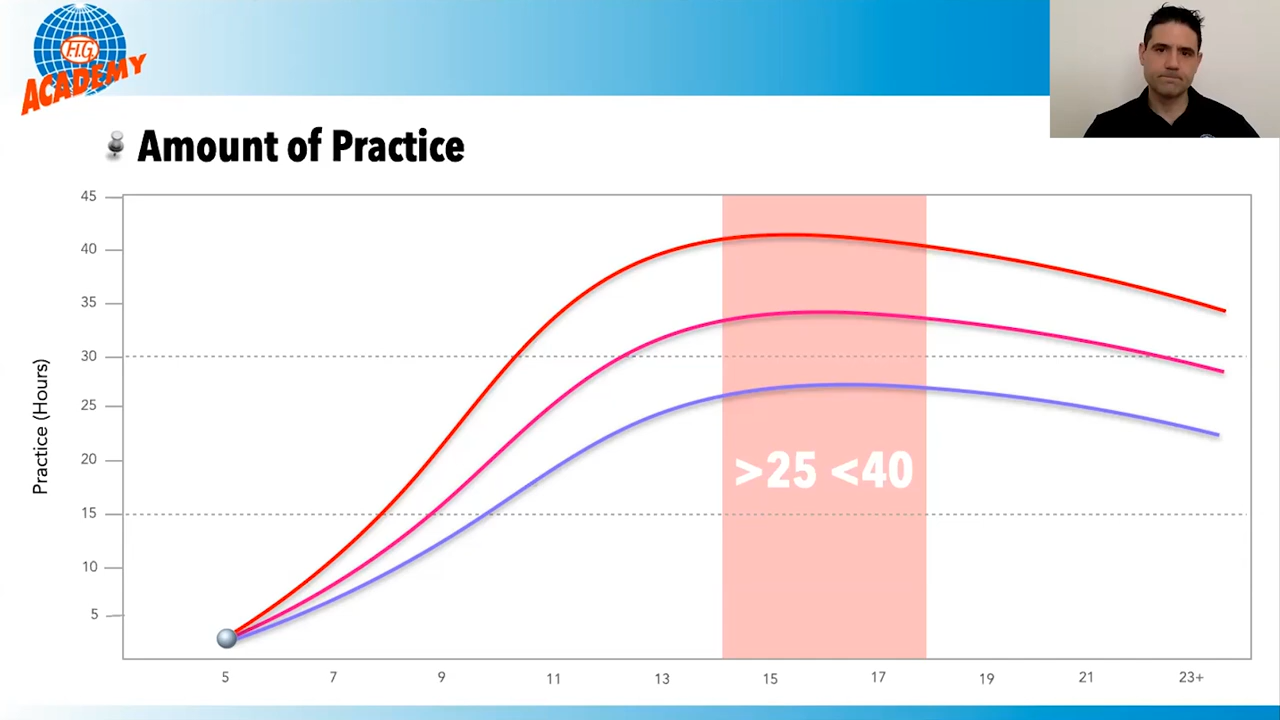 F.I.G.
ACADEMY
Amount of Practice
Practice (Hours)
45
40
35
30
25
20
15
10
5
>25 <40
5 7 9 11 13 15 17 19 21 23+